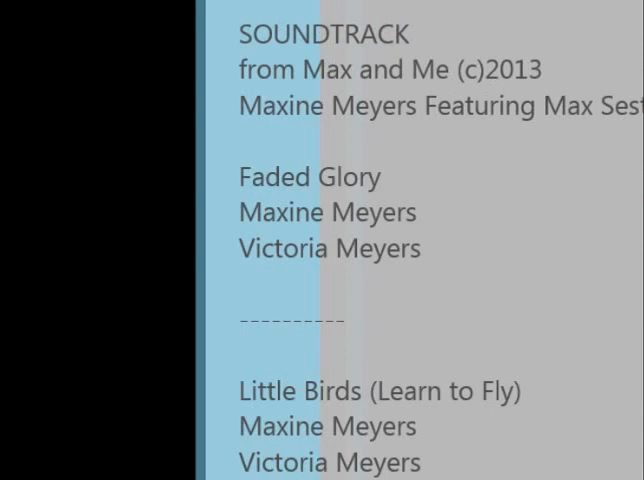 SOUNDTRACK
from Max and Me (c)2013
Maxine Meyers Featuring Max
Faded Glory
Maxine Meyers
Victoria Meyers
----------
Little Birds (Learn to Fly)
Maxine Meyers
Victoria Meyers